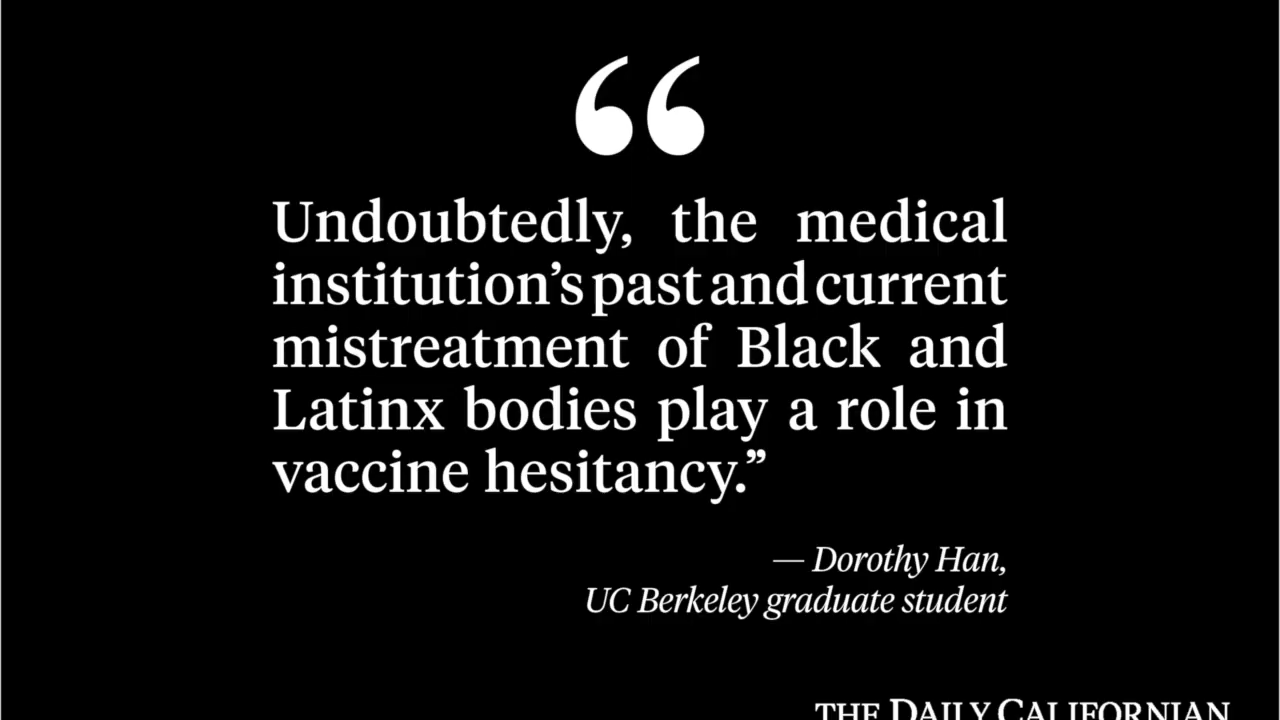 “
Undoubtedly, the medical
institution’s past and current
mistreatment of Black and
Latinx bodies play a role in
vaccine hesitancy.”
— Dorothy Han,
UC Berkeley graduate student
THE DAILY CALIFORNIAN